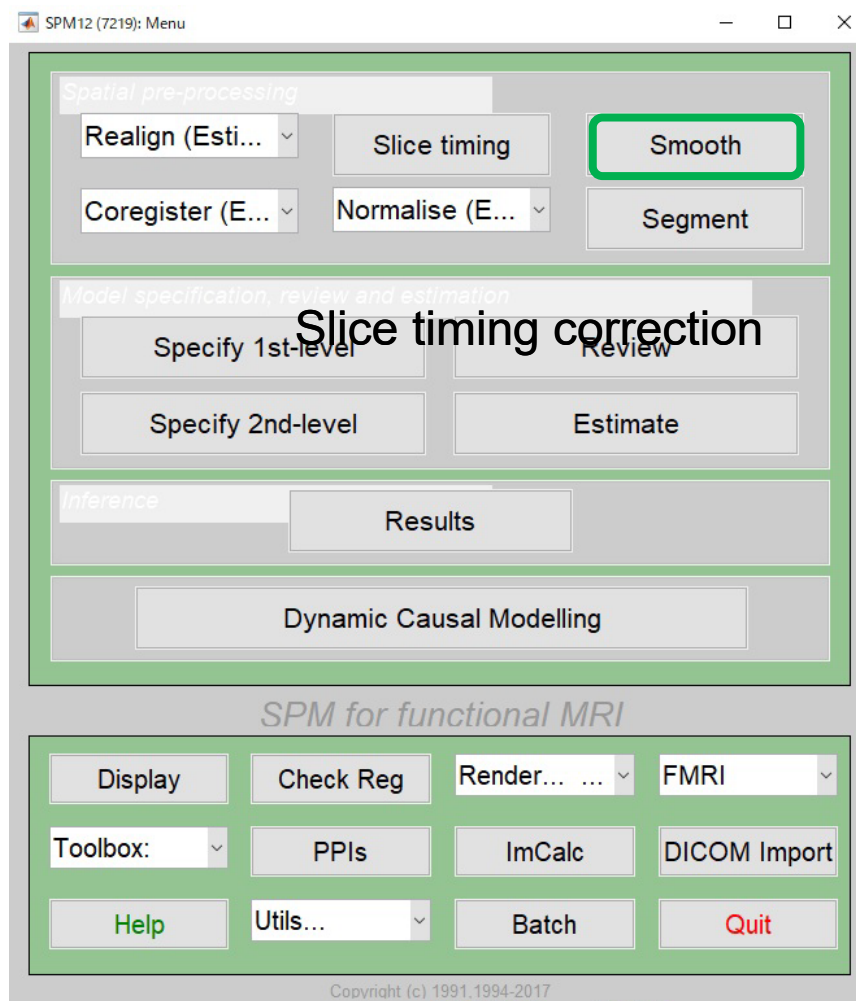 SPM12 (7219): Menu
Spatial pre-processing
Realign (Esti...
Slice timing
Smooth
Coregister (E...
Normalise (E...
Segment
Model specification, review and estimation
Slice timing correction
Specify 1st-level
Review
Specify 2nd-level
Estimate
Inference
Results
Dynamic Causal Modelling
SPM for functional MRI
Display
Check Reg
Render... ...
FMRI
Toolbox:
PPIs
ImCalc
DICOM Import
Help
Utils...
Batch
Quit
Copyright (c) 1991,1994-2017